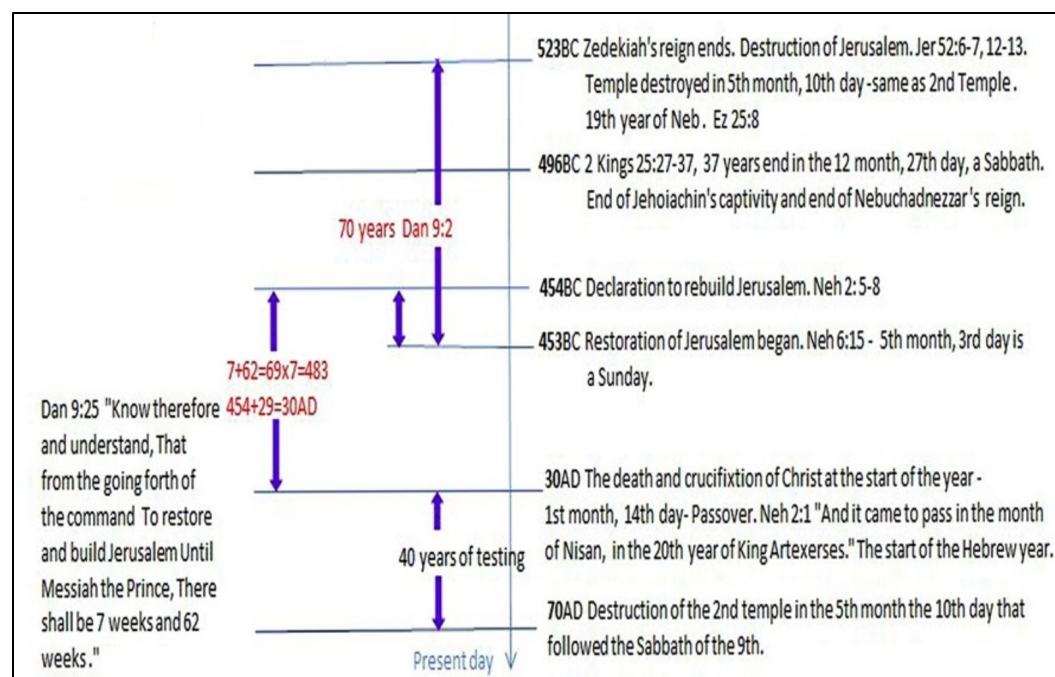 523BC Zedekiah's reign ends. Destruction of Jerusalem. Jer 52:6-7, 12-13.
Temple destroyed in 5th month, 10th day -same as 2nd Temple.
19th year of Neb. Ez 25:8
496BC 2 Kings 25:27-37, 37 years end in the 12 month, 27th day, a Sabbath.
End of Jehoiachin's captivity and end of Nebuchadnezzar's reign.
70 years Dan 9:2
454BC Declaration to rebuild Jerusalem. Neh 2:5-8
453BC Restoration of Jerusalem began. Neh 6:15 - 5th month, 3rd day is
a Sunday.
7+62=69x7=483
454+29=30AD
Dan 9:25 "Know therefore
and understand, That
from the going forth of
the command To restore
and build Jerusalem Until
Messiah the Prince, There
shall be 7 weeks and 62
weeks."
30AD The death and crucifixtion of Christ at the start of the year -
1st month, 14th day- Passover. Neh 2:1 "And it came to pass in the month
of Nisan, in the 20th year of King Artexerses." The start of the Hebrew year.
40 years of testing
70AD Destruction of the 2nd temple in the 5th month the 10th day that
followed the Sabbath of the 9th.
Present day